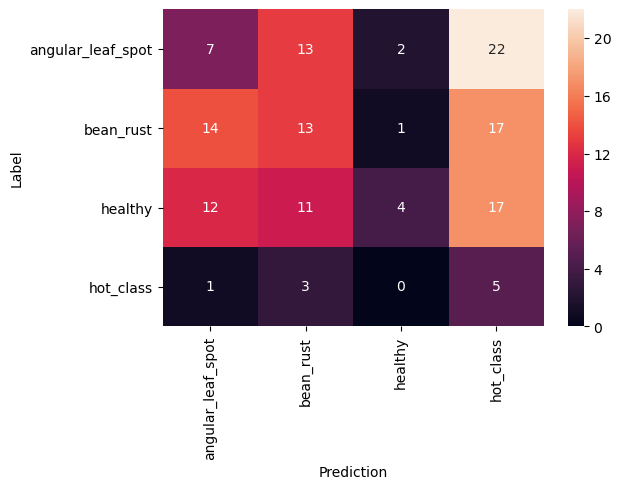 angular_leaf_spot 7 13 2 22
bean_rust 14 13 1 17
healthy 12 11 4 17
hot_class 1 3 0 5
Label
angular_leaf_spot bean_rust healthy hot_class
Prediction
20
16
12
8
4
0